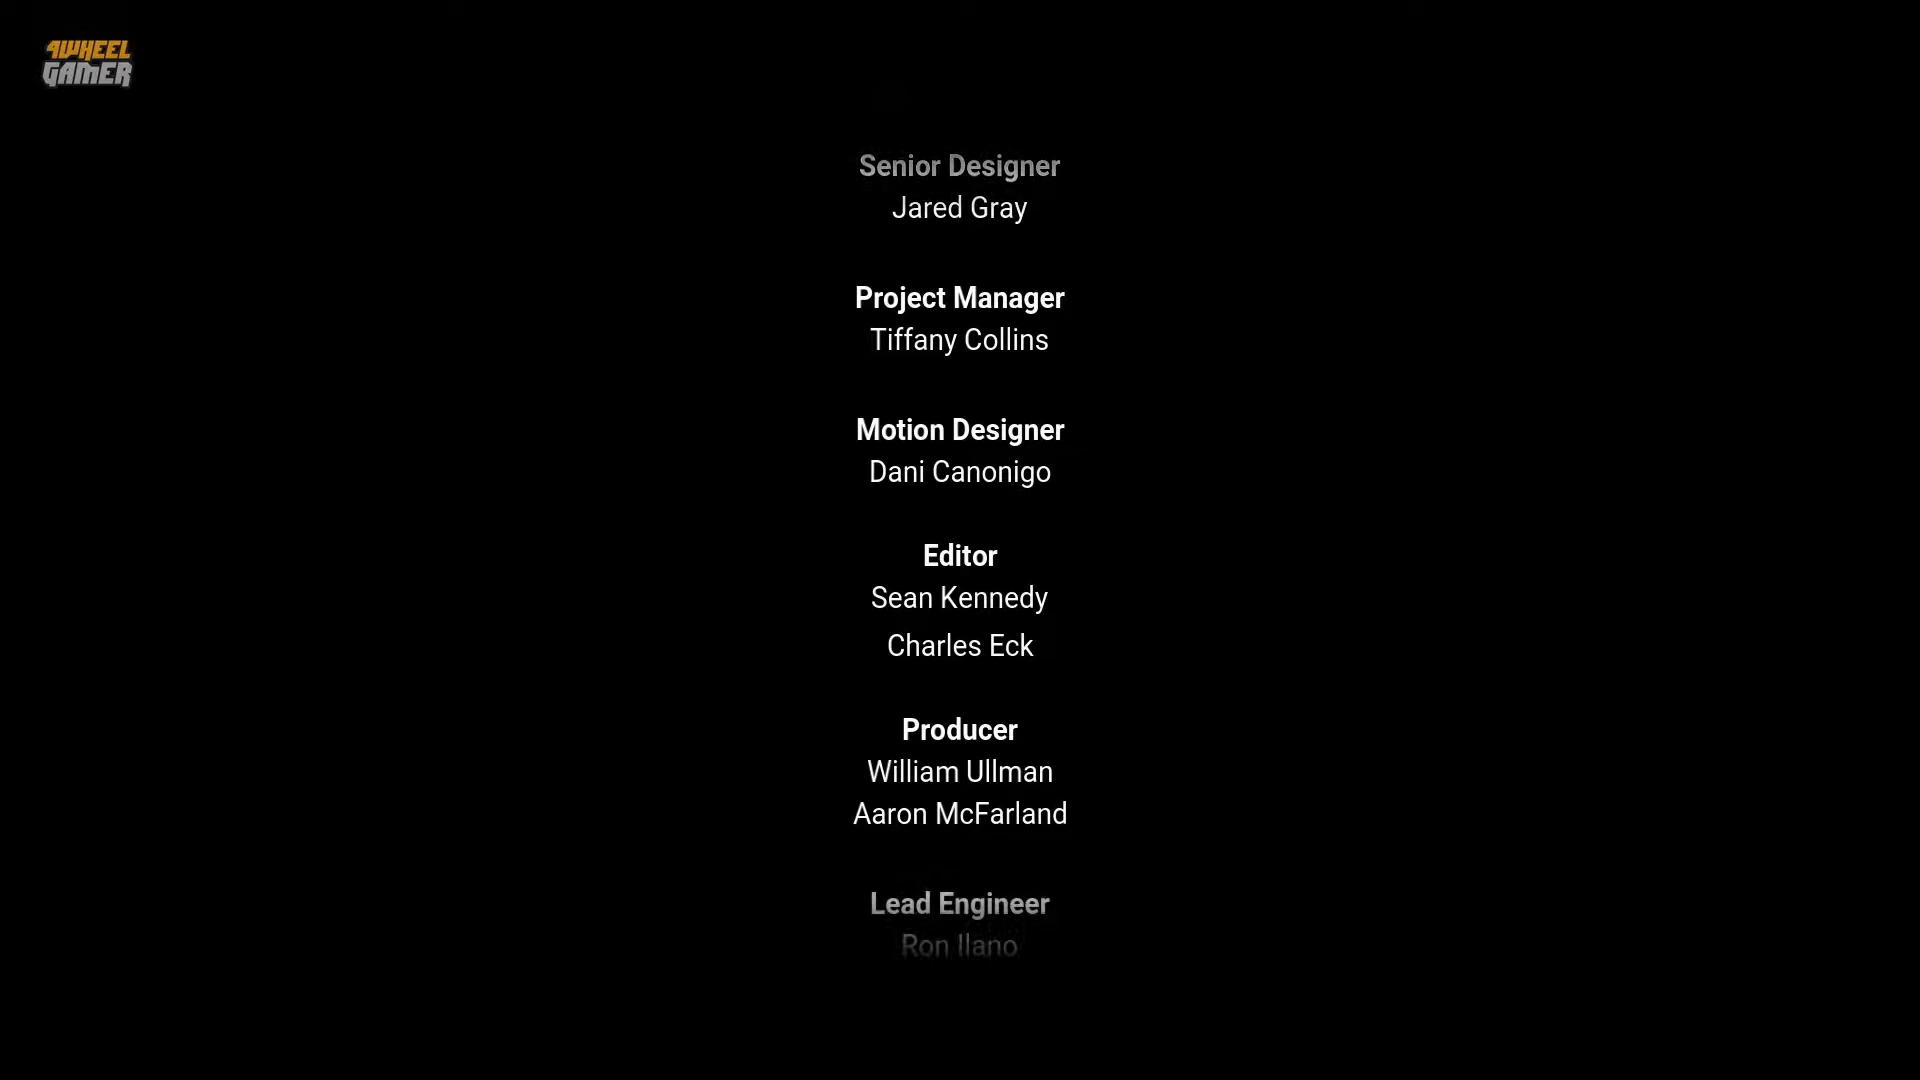 4WHEEL
GAMER
Senior Designer
Jared Gray
Project Manager
Tiffany Collins
Motion Designer
Dani Canonigo
Editor
Sean Kennedy
Charles Eck
Producer
William Ullman
Aaron McFarland
Lead Engineer
Ron Ilano